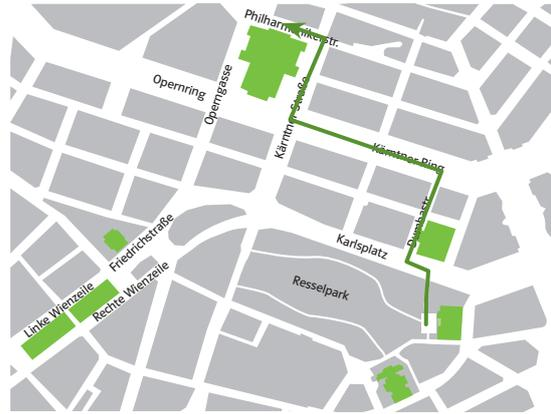 Philharmonikerstr.
Opernring
Operngasse
Kärntner Straße
Kärntner Ring
Dumbastr.
Karlsplatz
Friedrichstraße
Resselpark
Linke Wienzeile
Rechte Wienzeile